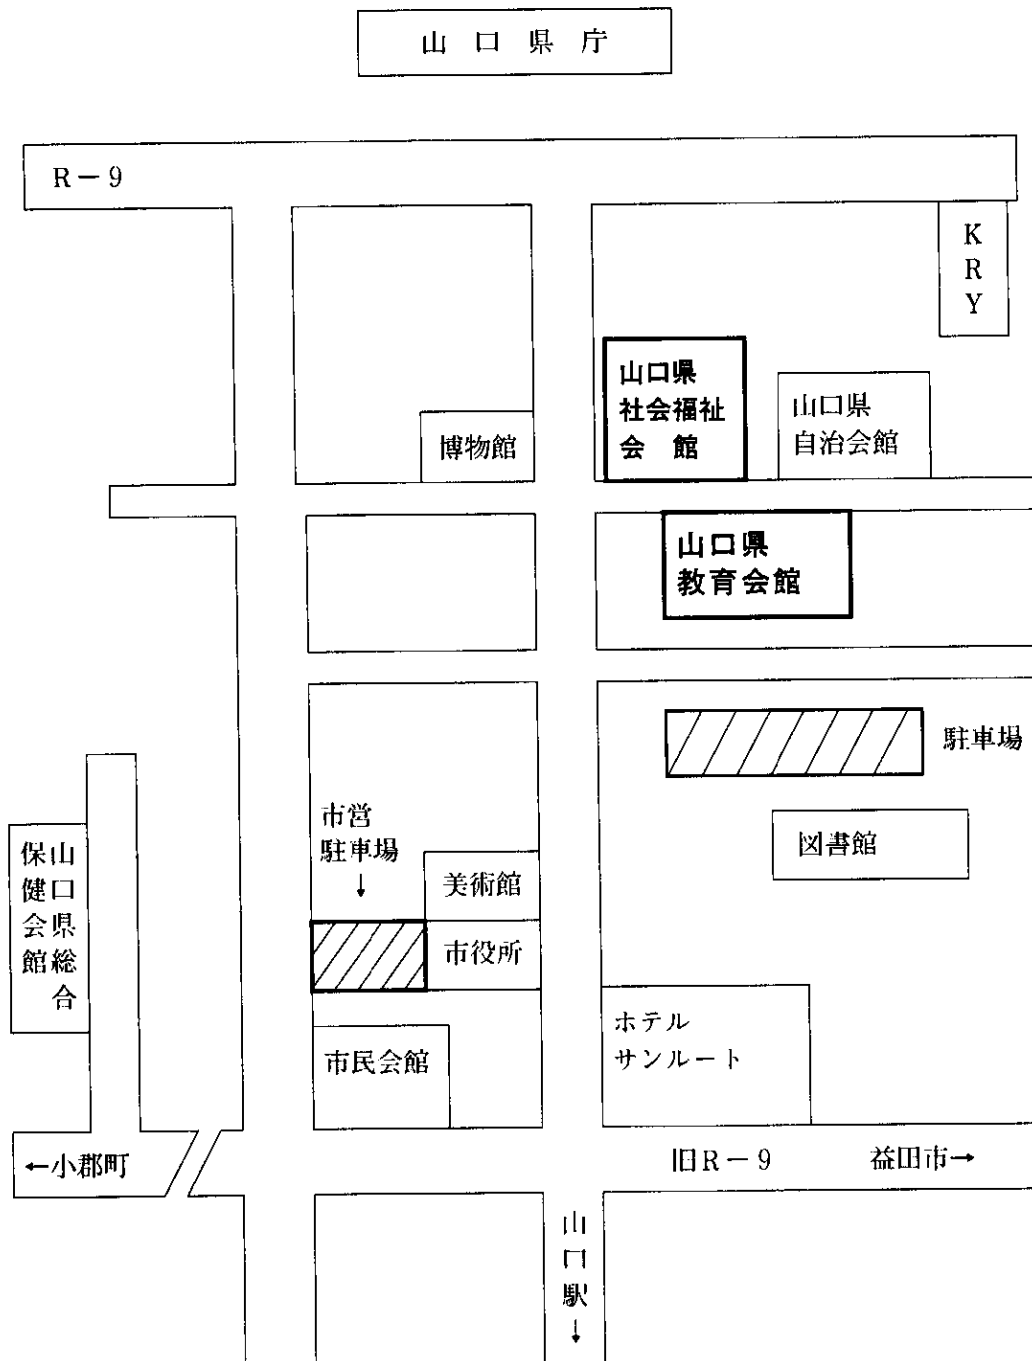 山口県庁
R－9
KRY
山口県
社会福祉
会　館
山口県
自治会館
博物館
山口県
教育会館
駐車場
市営
駐車場
↓
図書館
美術館
市役所
山口県総合
保健会館
ホテル
サンルート
市民会館
←小郡町
旧R－9
益田市→
山口駅↓